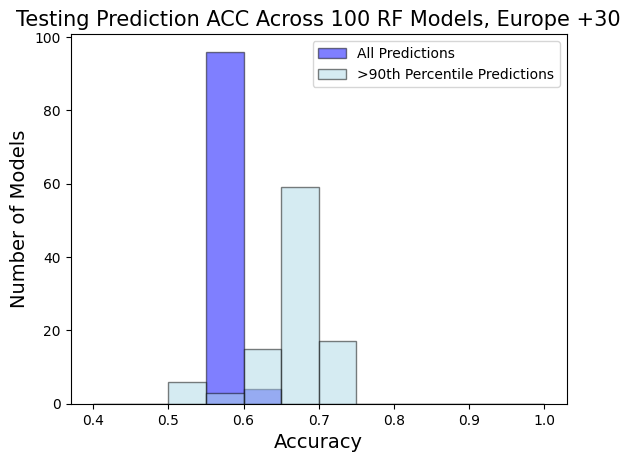 Testing Prediction ACC Across 100 RF Models, Europe +30
All Predictions
>90th Percentile Predictions
Number of Models
100
80
60
40
20
0
0.4 0.5 0.6 0.7 0.8 0.9 1.0
Accuracy